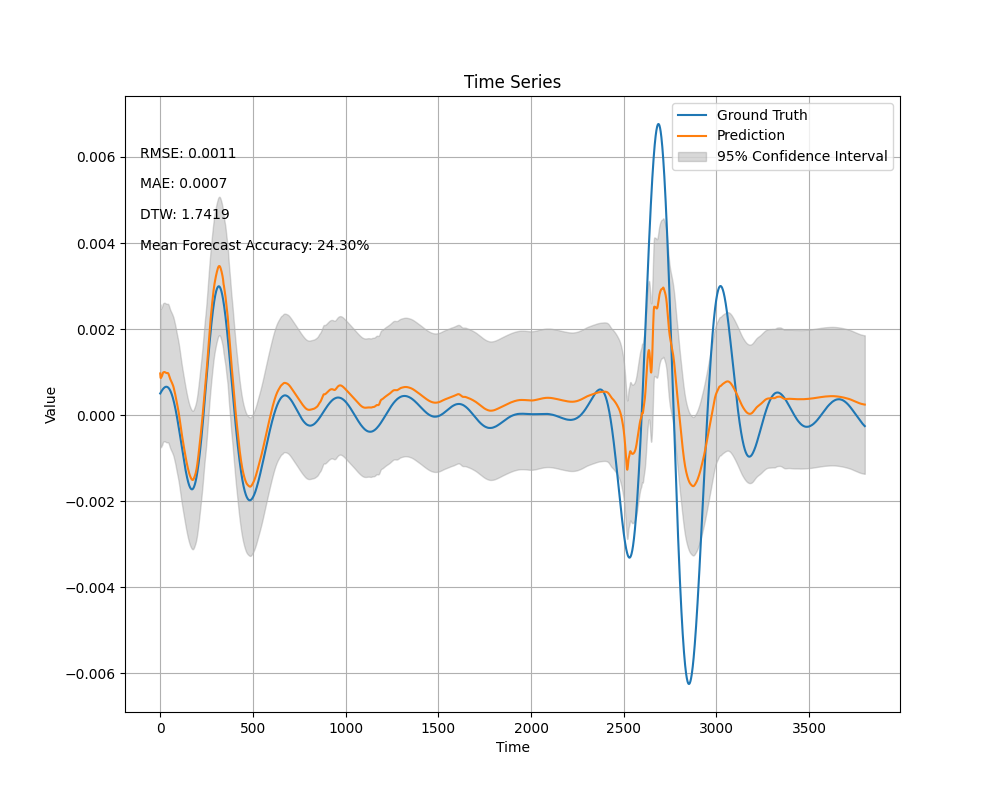 Time Series
Ground Truth
Prediction
95% Confidence Interval
RMSE: 0.0011
MAE: 0.0007
DTW: 1.7419
Mean Forecast Accuracy: 24.30%
Value
0.006
0.004
0.002
0.000
−0.002
−0.004
−0.006
0 500 1000 1500 2000 2500 3000 3500
Time